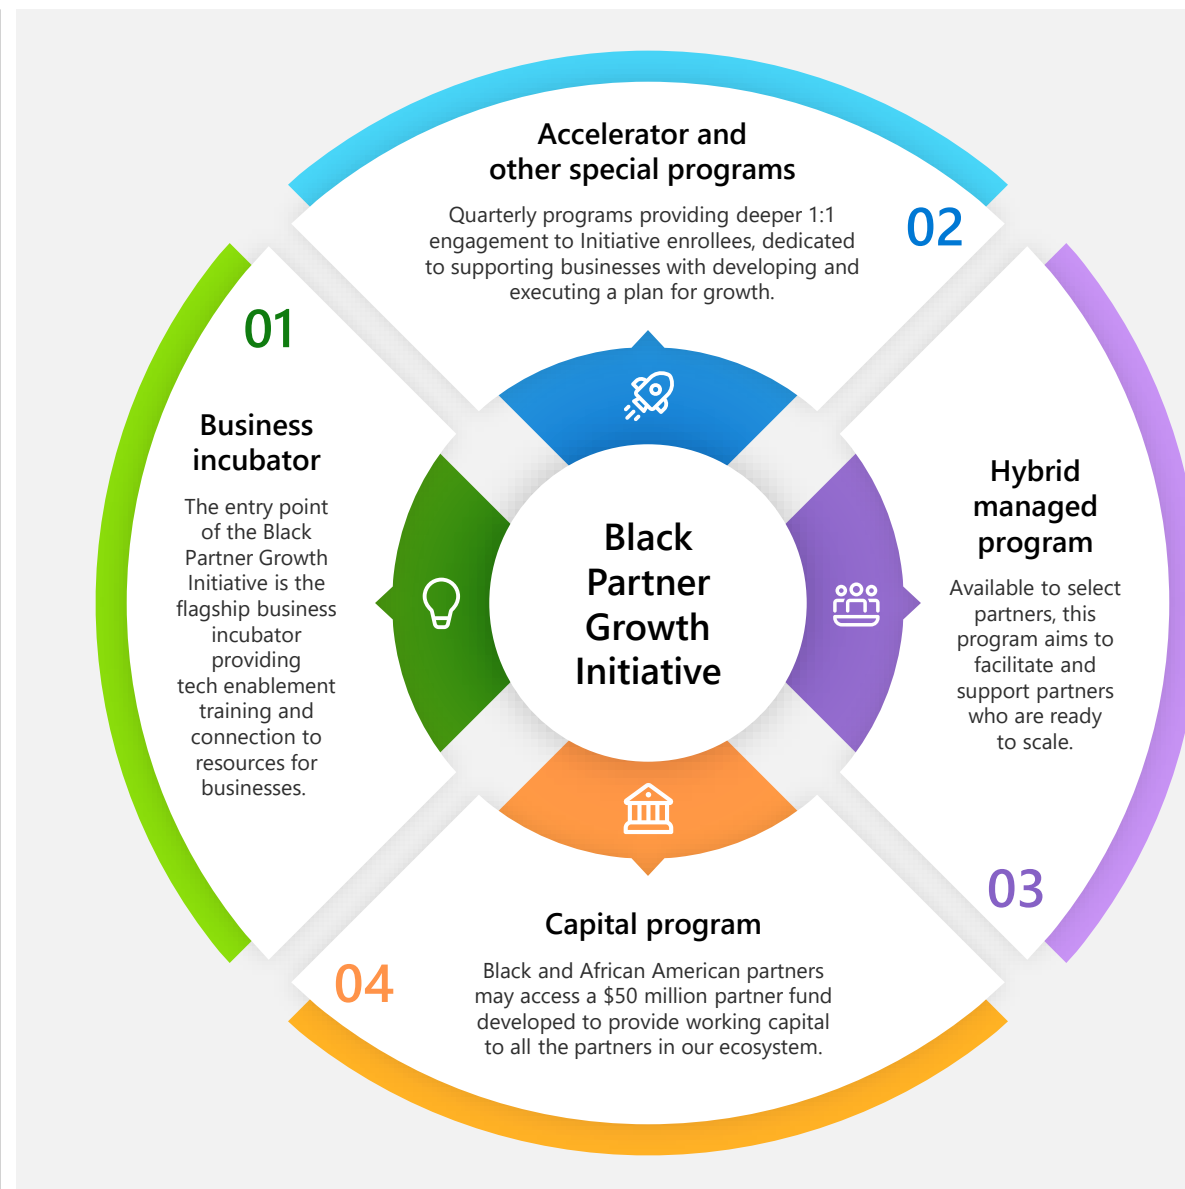 Black
Partner
Growth
Initiative
01
Business
incubator
The entry point
of the Black
Partner Growth
Initiative is the
flagship business
incubator
providing
tech enablement
training and
connection to
resources for
businesses.
Accelerator and
other special programs
02
Quarterly programs providing deeper 1:1
engagement to Initiative enrollees, dedicated
to supporting businesses with developing and
executing a plan for growth.
Hybrid
managed
program
Available to select
partners, this
program aims to
facilitate and
support partners
who are ready
to scale.
03
Capital program
04
Black and African American partners
may access a $50 million partner fund
developed to provide working capital
to all the partners in our ecosystem.